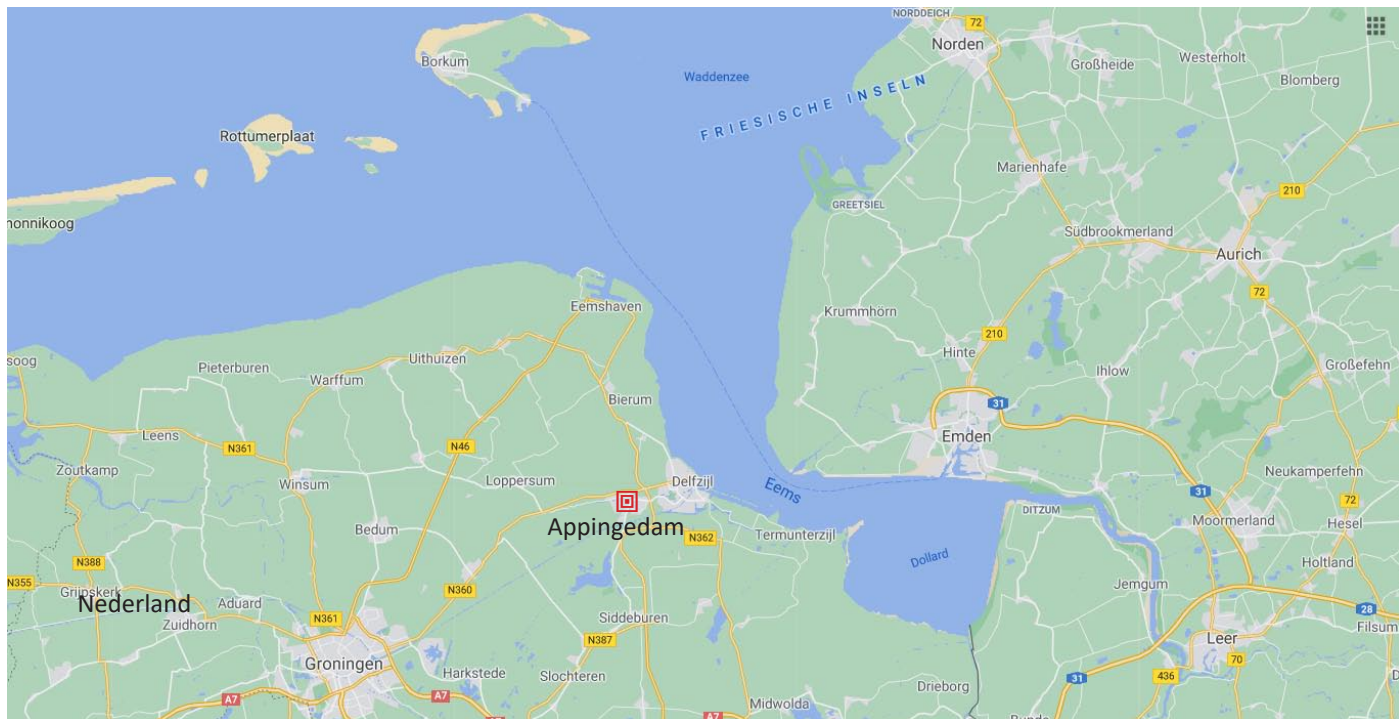 NORDDEICH
72
Norden
Westerholt
Großheide
Borkum
Waddenzee
Blomberg
FRIESISCHE INSELN
Rottumerplaat
Marienhafe
210
GREETSIEL
monnikoog
Südbrookmerland
Aurich
72
Eemshaven
Krummhörn
210
Hinte
soog
Pieterburen
Uithuizen
Warffum
Ihlow
Großefehn
Bierum
31
Leens
N361
N46
Emden
Zoutkamp
Winsum
Loppersum
Delfzijl
Eems
Neukamperfehn
31
72
Appingedam
DITZUM
Moormerland
Hesel
Bedum
N362
Termunterzijl
Dollard
N388
Holtland
N355
Grijpskerk
Nederland
Aduard
N360
Jemgum
Zuidhorn
N361
Siddeburen
28
Filsum
N387
Leer
Groningen
Harkstede
Slochteren
70
A7
A7
Midwolda
Drieborg
31
436
A7